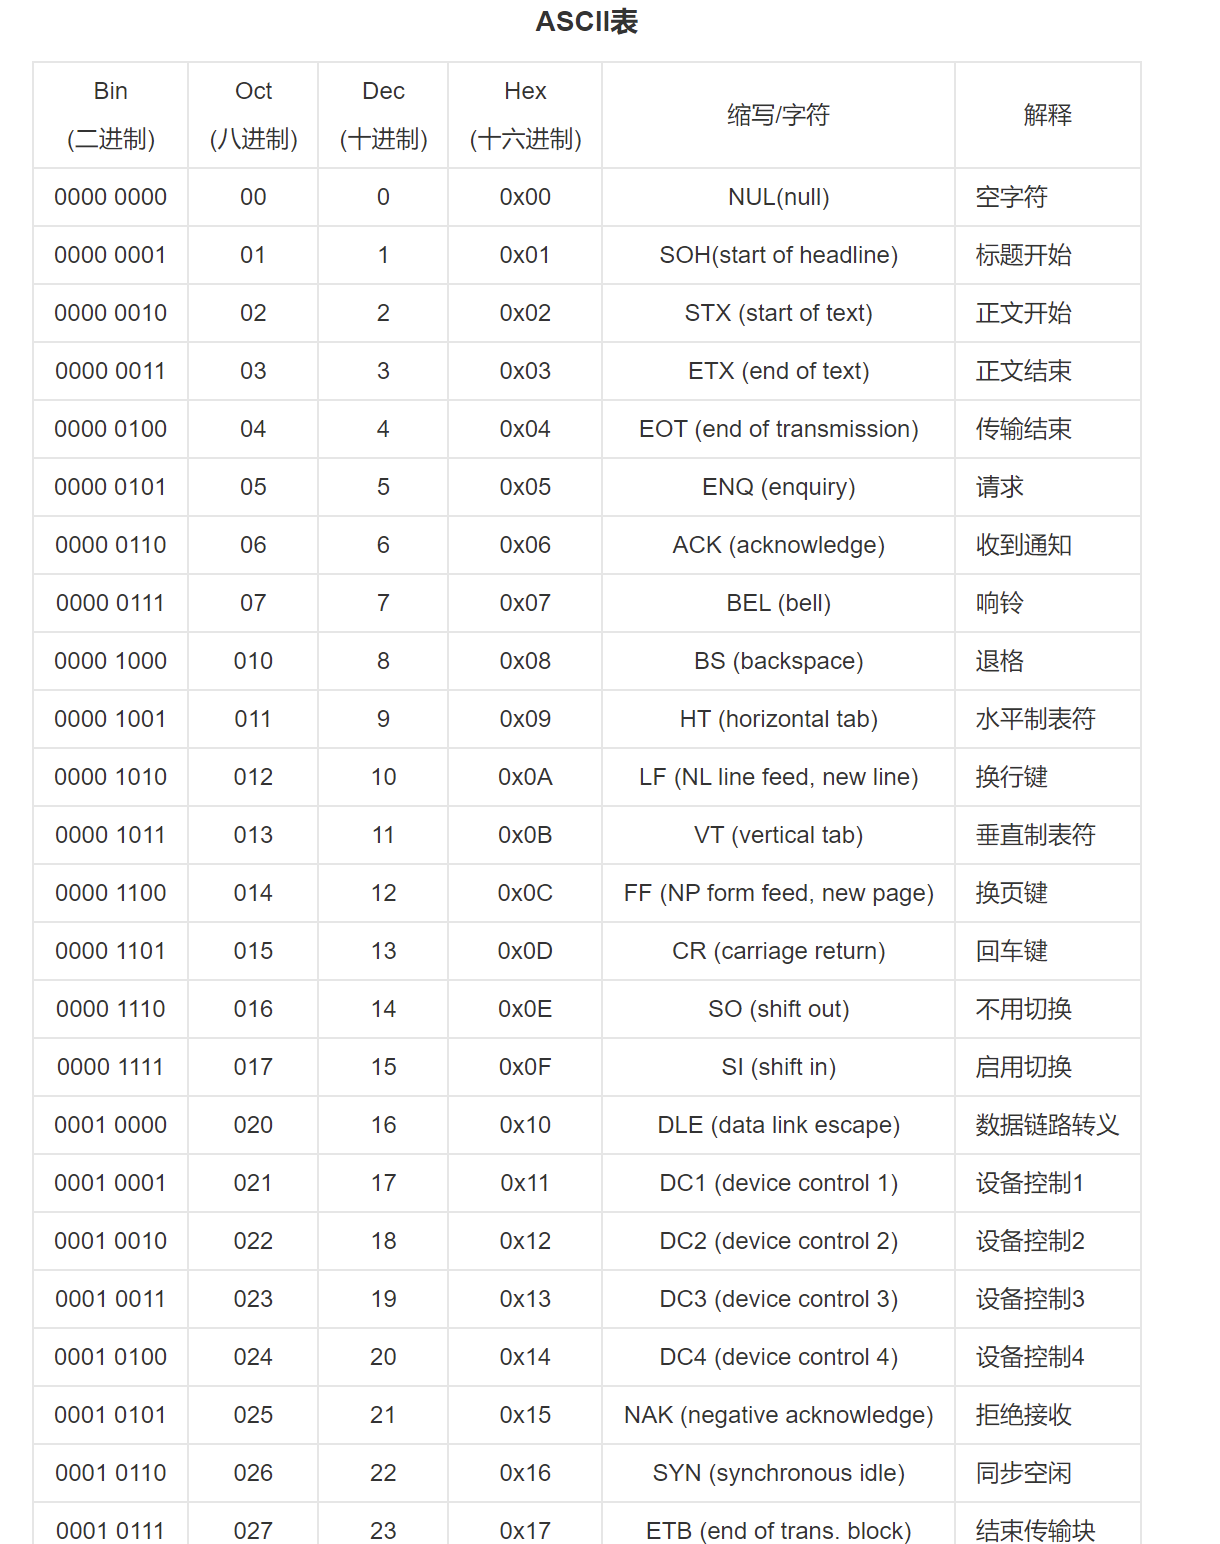 ASCII表
Bin (二进制) Oct (八进制) Dec (十进制) Hex (十六进制) 缩写/字符 解释
0000 0000 00 0 0x00 NUL(null) 空字符
0000 0001 01 1 0x01 SOH(start of headline) 标题开始
0000 0010 02 2 0x02 STX (start of text) 正文开始
0000 0011 03 3 0x03 ETX (end of text) 正文结束
0000 0100 04 4 0x04 EOT (end of transmission) 传输结束
0000 0101 05 5 0x05 ENQ (enquiry) 请求
0000 0110 06 6 0x06 ACK (acknowledge) 收到通知
0000 0111 07 7 0x07 BEL (bell) 响铃
0000 1000 010 8 0x08 BS (backspace) 退格
0000 1001 011 9 0x09 HT (horizontal tab) 水平制表符
0000 1010 012 10 0x0A LF (NL line feed, new line) 换行键
0000 1011 013 11 0x0B VT (vertical tab) 垂直制表符
0000 1100 014 12 0x0C FF (NP form feed, new page) 换页键
0000 1101 015 13 0x0D CR (carriage return) 回车键
0000 1110 016 14 0x0E SO (shift out) 不用切换
0000 1111 017 15 0x0F SI (shift in) 启用切换
0001 0000 020 16 0x10 DLE (data link escape) 数据链路转义
0001 0001 021 17 0x11 DC1 (device control 1) 设备控制1
0001 0010 022 18 0x12 DC2 (device control 2) 设备控制2
0001 0011 023 19 0x13 DC3 (device control 3) 设备控制3
0001 0100 024 20 0x14 DC4 (device control 4) 设备控制4
0001 0101 025 21 0x15 NAK (negative acknowledge) 拒绝接收
0001 0110 026 22 0x16 SYN (synchronous idle) 同步空闲
0001 0111 027 23 0x17 ETB (end of trans. block) 结束传输块